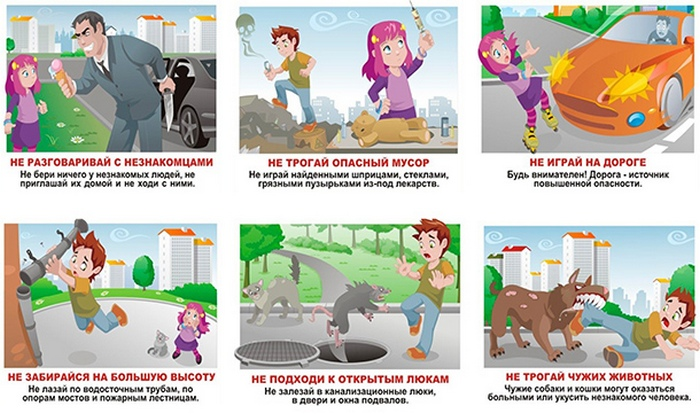 НЕ РАЗГОВАРИВАЙ С НЕЗНАКОМЦАМИ
Не бери ничего у незнакомых людей, не
приглашай их домой и не ходи с ними.
НЕ ТРОГАЙ ОПАСНЫЙ МУСОР
Не играй найденными шприцами, стеклами,
грязными пузырьками из-под лекарств.
НЕ ИГРАЙ НА ДОРОГЕ
Будь внимателен! Дорога - источник
повышенной опасности.
НЕ ЗАБИРАЙСЯ НА БОЛЬШУЮ ВЫСОТУ
Не лазай по водосточным трубам, по
опорам мостов и пожарным лестницам.
НЕ ПОДХОДИ К ОТКРЫТЫМ ЛЮКАМ
Не залезай в канализационные люки,
в двери и окна подвалов.
НЕ ТРОГАЙ ЧУЖИХ ЖИВОТНЫХ
Чужие собаки и кошки могут оказаться
больными или укусить незнакомого человека.